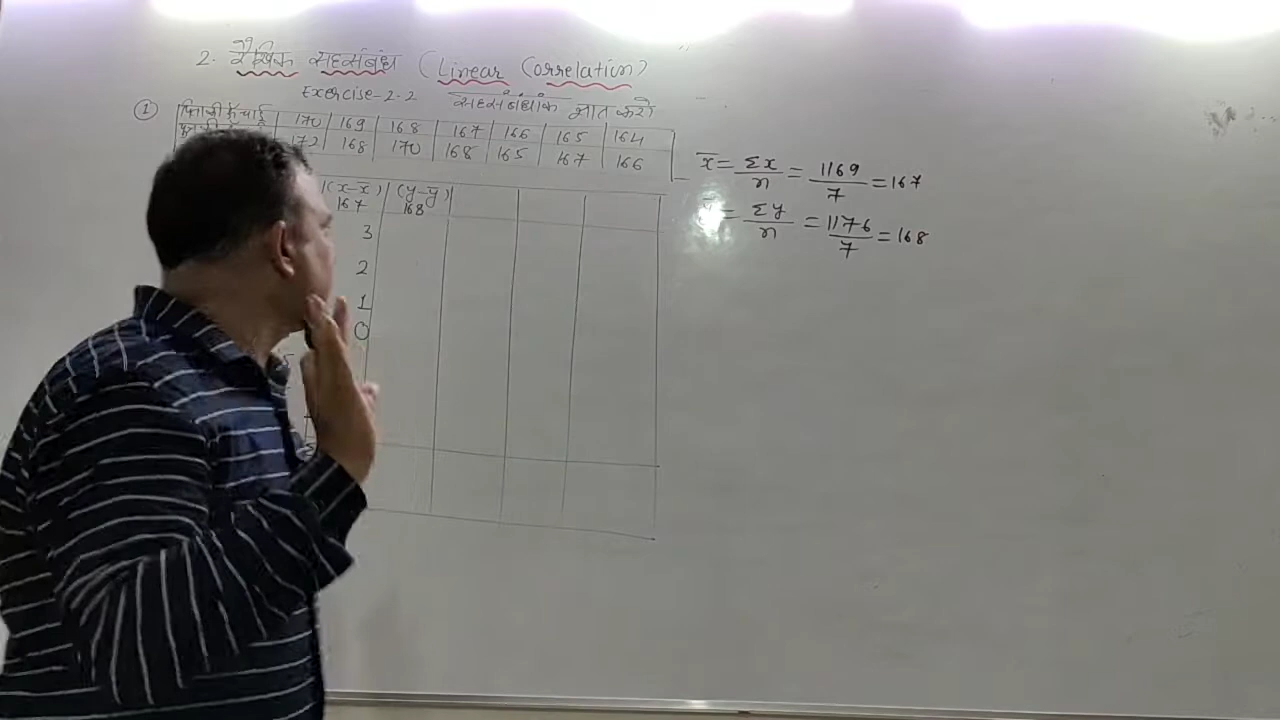 2. रैखिक सहसंबंध (Linear Correlation)
Exercise-2.2 सहसंबंधांक ज्ञात करो
① पिता की ऊंचाई 170 169 168 167 166 165 164
172 168 170 168 165 167 166
x̄ = Σx/n = 1169/7 = 167
= Σy/n = 1176/7 = 168
(x-x̄) (y-ȳ)
167 168
3
2
1
0